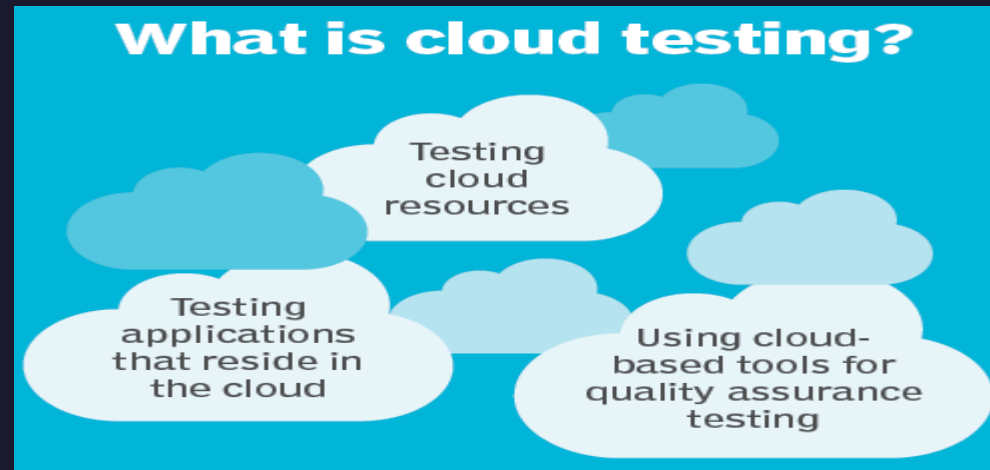 What is cloud testing?
Testing
cloud
resources
Testing
applications
that reside in
the cloud
Using cloud-
based tools for
quality assurance
testing